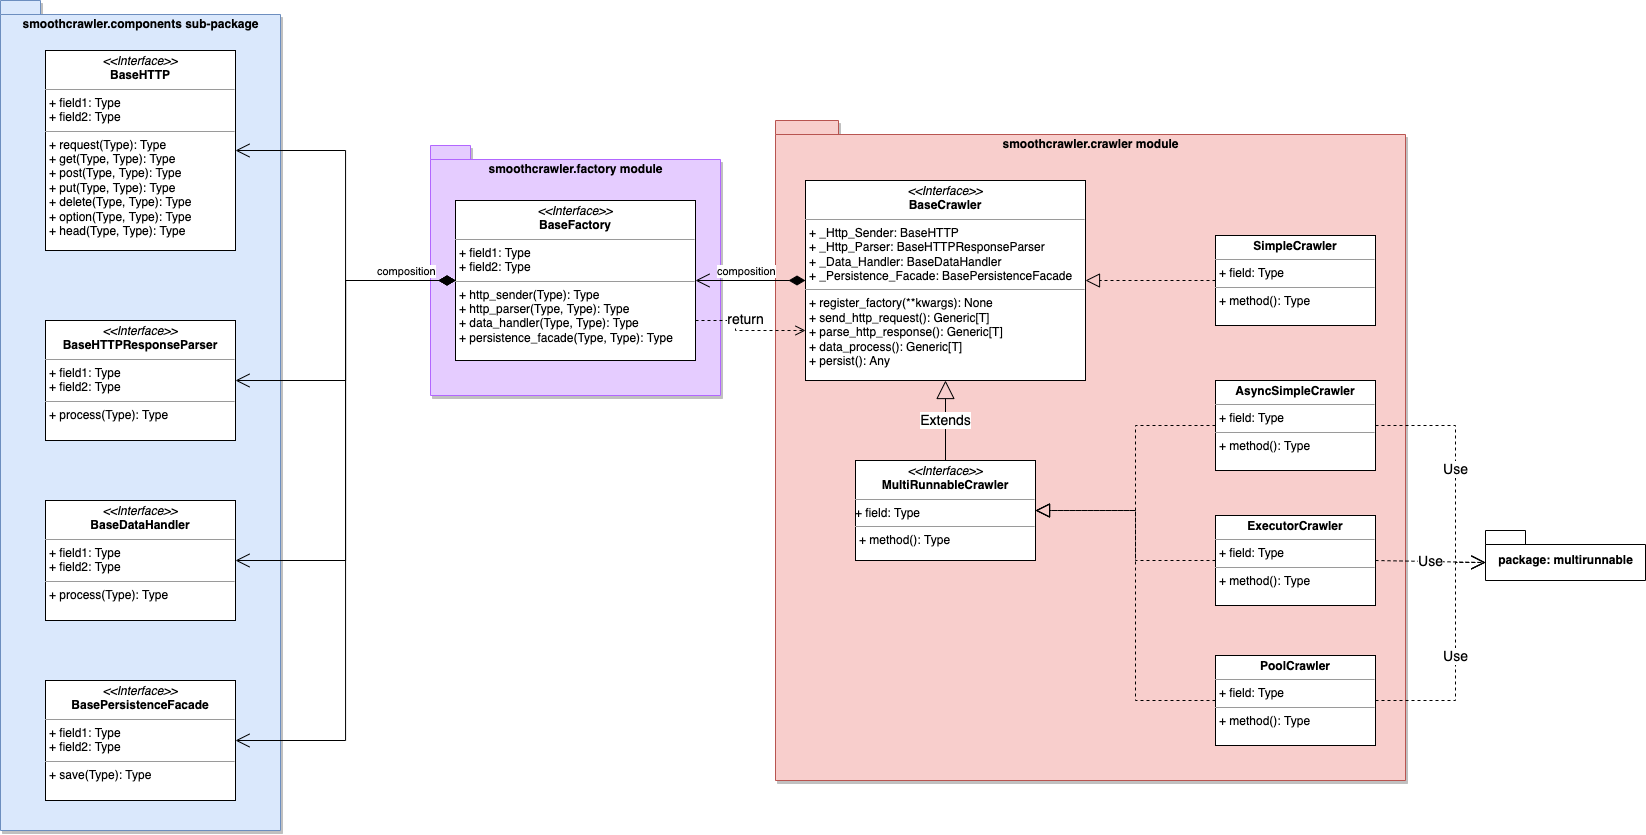 smoothcrawler.components sub-package
<<Interface>>
BaseHTTP
+ field1: Type
+ field2: Type
+ request(Type): Type
+ get(Type, Type): Type
+ post(Type, Type): Type
+ put(Type, Type): Type
+ delete(Type, Type): Type
+ option(Type, Type): Type
+ head(Type, Type): Type
<<Interface>>
BaseHTTPResponseParser
+ field1: Type
+ field2: Type
+ process(Type): Type
<<Interface>>
BaseDataHandler
+ field1: Type
+ field2: Type
+ process(Type): Type
<<Interface>>
BasePersistenceFacade
+ field1: Type
+ field2: Type
+ save(Type): Type
composition
smoothcrawler.factory module
<<Interface>>
BaseFactory
+ field1: Type
+ field2: Type
+ http_sender(Type): Type
+ http_parser(Type, Type): Type
+ data_handler(Type, Type): Type
+ persistence_facade(Type, Type): Type
composition
return
smoothcrawler.crawler module
<<Interface>>
BaseCrawler
+ _Http_Sender: BaseHTTP
+ _Http_Parser: BaseHTTPResponseParser
+ _Data_Handler: BaseDataHandler
+ _Persistence_Facade: BasePersistenceFacade
+ register_factory(**kwargs): None
+ send_http_request(): Generic[T]
+ parse_http_response(): Generic[T]
+ data_process(): Generic[T]
+ persist(): Any
Extends
<<Interface>>
MultiRunnableCrawler
+ field: Type
+ method(): Type
SimpleCrawler
+ field: Type
+ method(): Type
AsyncSimpleCrawler
+ field: Type
+ method(): Type
ExecutorCrawler
+ field: Type
+ method(): Type
PoolCrawler
+ field: Type
+ method(): Type
Use
Use
Use
package: multirunnable